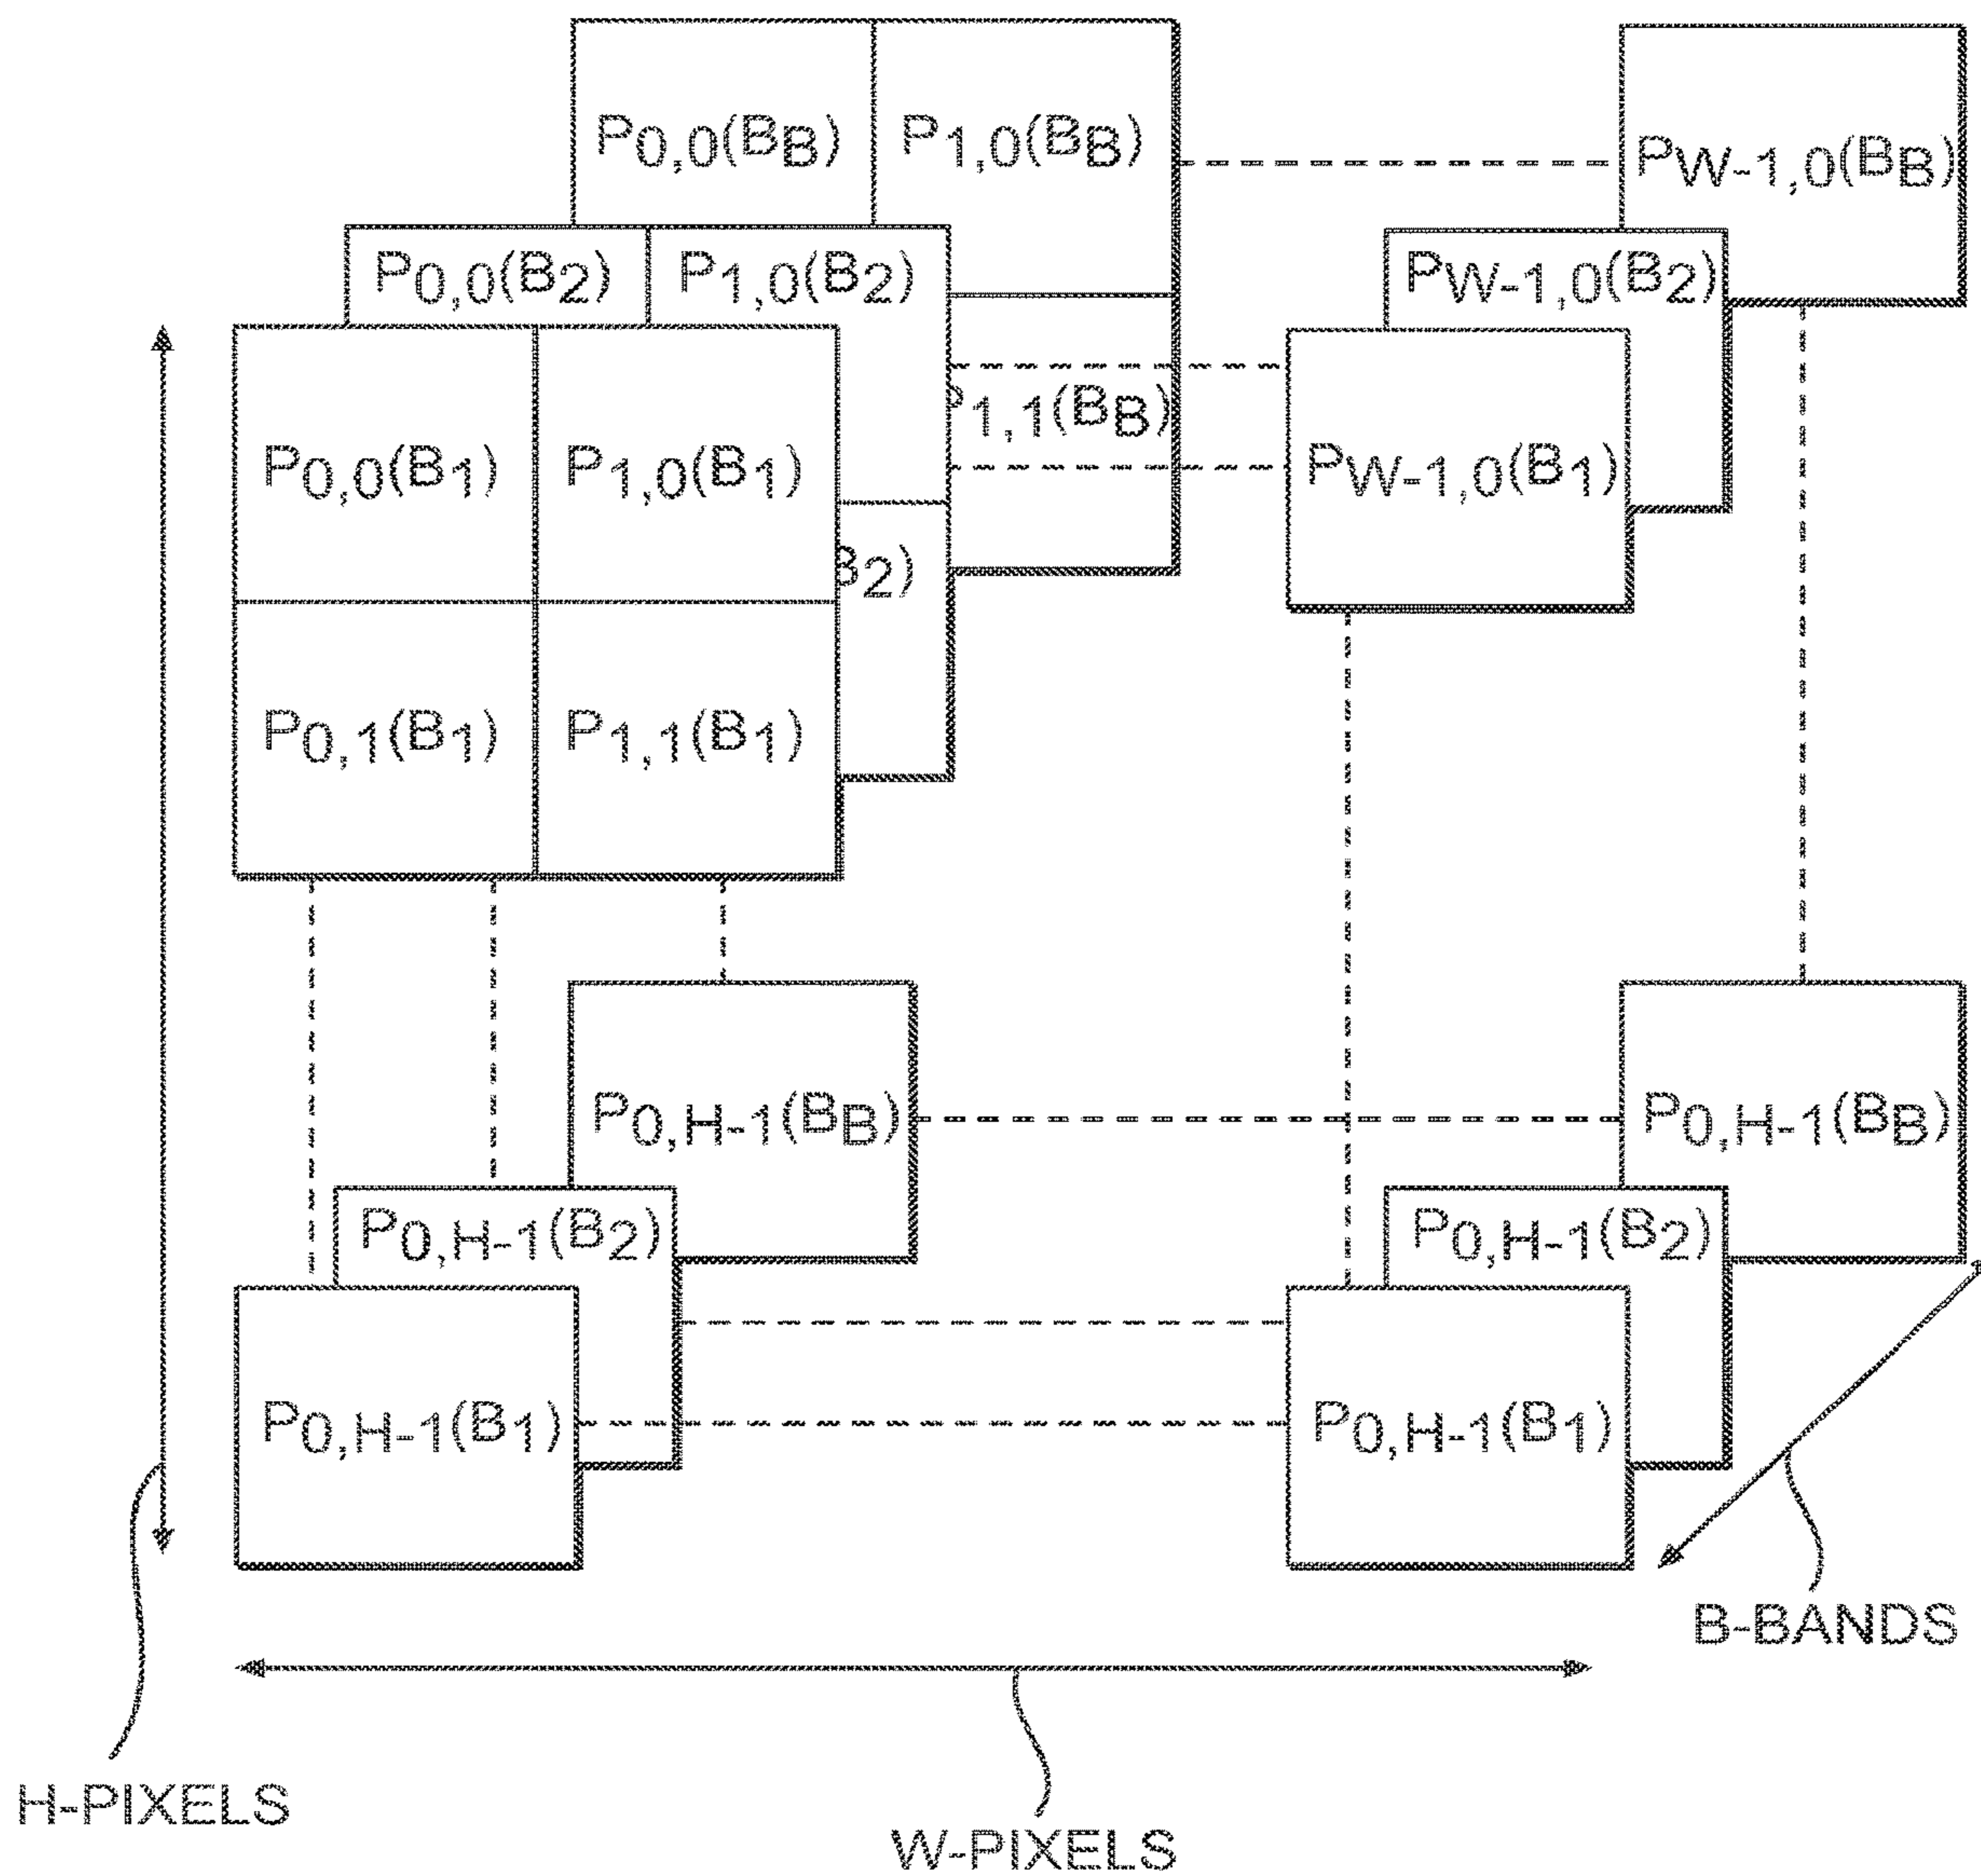 P0,0(BB) P1,0(BB) PW-1,0(BB)
P0,0(B2) P1,0(B2) PW-1,0(B2)
P1,1(BB)
P0,0(B1) P1,0(B1) PW-1,0(B1)
B2)
P0,1(B1) P1,1(B1)
P0,H-1(BB) P0,H-1(BB)
P0,H-1(B2) P0,H-1(B2)
P0,H-1(B1) P0,H-1(B1)
B-BANDS
H-PIXELS
W-PIXELS